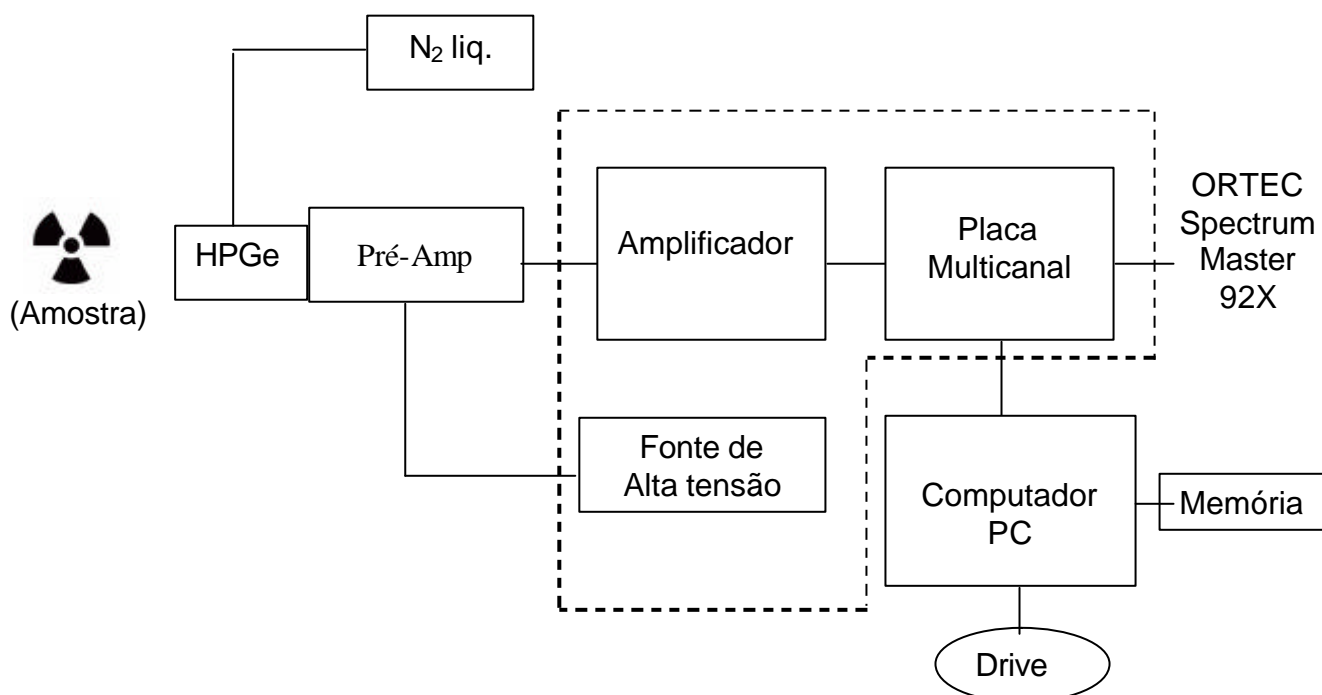 N₂ liq.
(Amostra)
HPGe
Pré-Amp
Amplificador
Placa
Multicanal
ORTEC
Spectrum
Master
92X
Fonte de
Alta tensão
Computador
PC
Memória
Drive